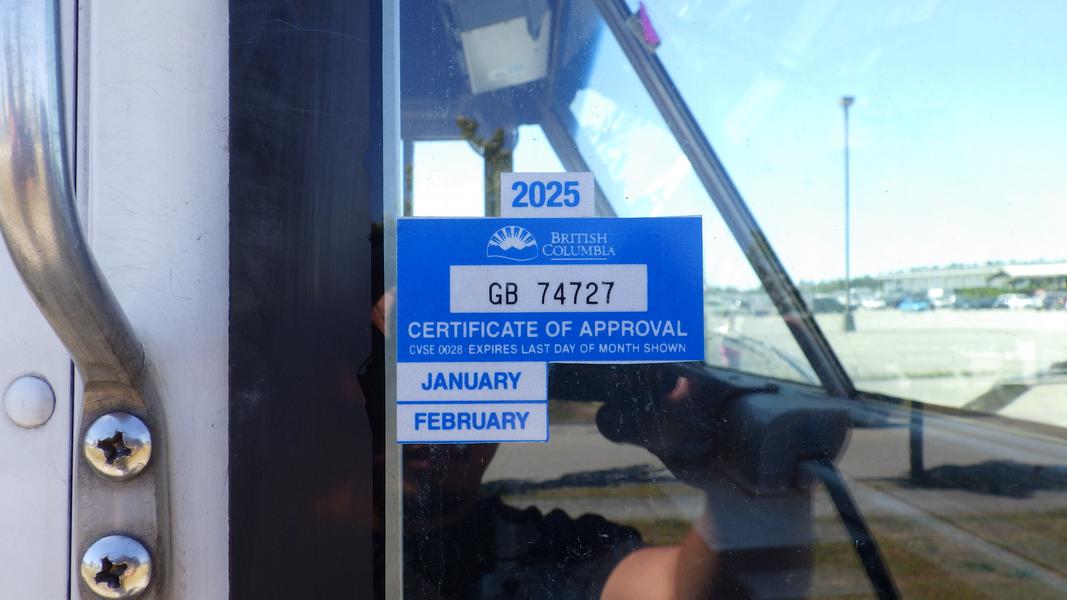 2025
BRITISH
COLUMBIA
GB 74727
CERTIFICATE OF APPROVAL
CVSE 0028 EXPIRES LAST DAY OF MONTH SHOWN
JANUARY
FEBRUARY